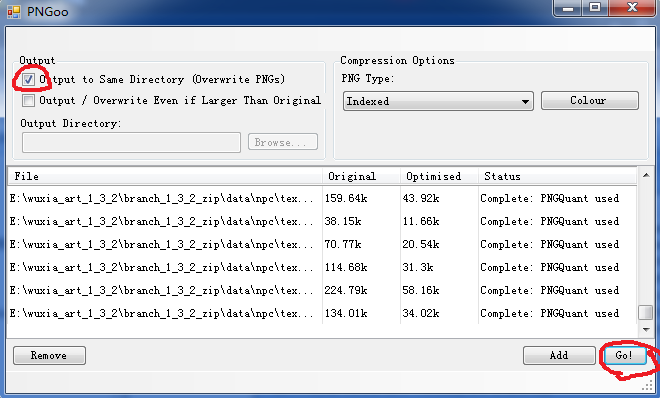 PNGoo
Output
Output to Same Directory (Overwrite PNGs)
Output / Overwrite Even if Larger Than Original
Output Directory:
Browse...
Compression Options
PNG Type:
Indexed
Colour
File Original Optimised Status
E:\wuxia_art_1_3_2\branch_1_3_2_zip\data\npc\tex... 159.64k 43.92k Complete: PNGQuant used
E:\wuxia_art_1_3_2\branch_1_3_2_zip\data\npc\tex... 38.15k 11.66k Complete: PNGQuant used
E:\wuxia_art_1_3_2\branch_1_3_2_zip\data\npc\tex... 70.77k 20.54k Complete: PNGQuant used
E:\wuxia_art_1_3_2\branch_1_3_2_zip\data\npc\tex... 114.68k 31.3k Complete: PNGQuant used
E:\wuxia_art_1_3_2\branch_1_3_2_zip\data\npc\tex... 224.79k 58.16k Complete: PNGQuant used
E:\wuxia_art_1_3_2\branch_1_3_2_zip\data\npc\tex... 134.01k 34.02k Complete: PNGQuant used
Remove Add Go!